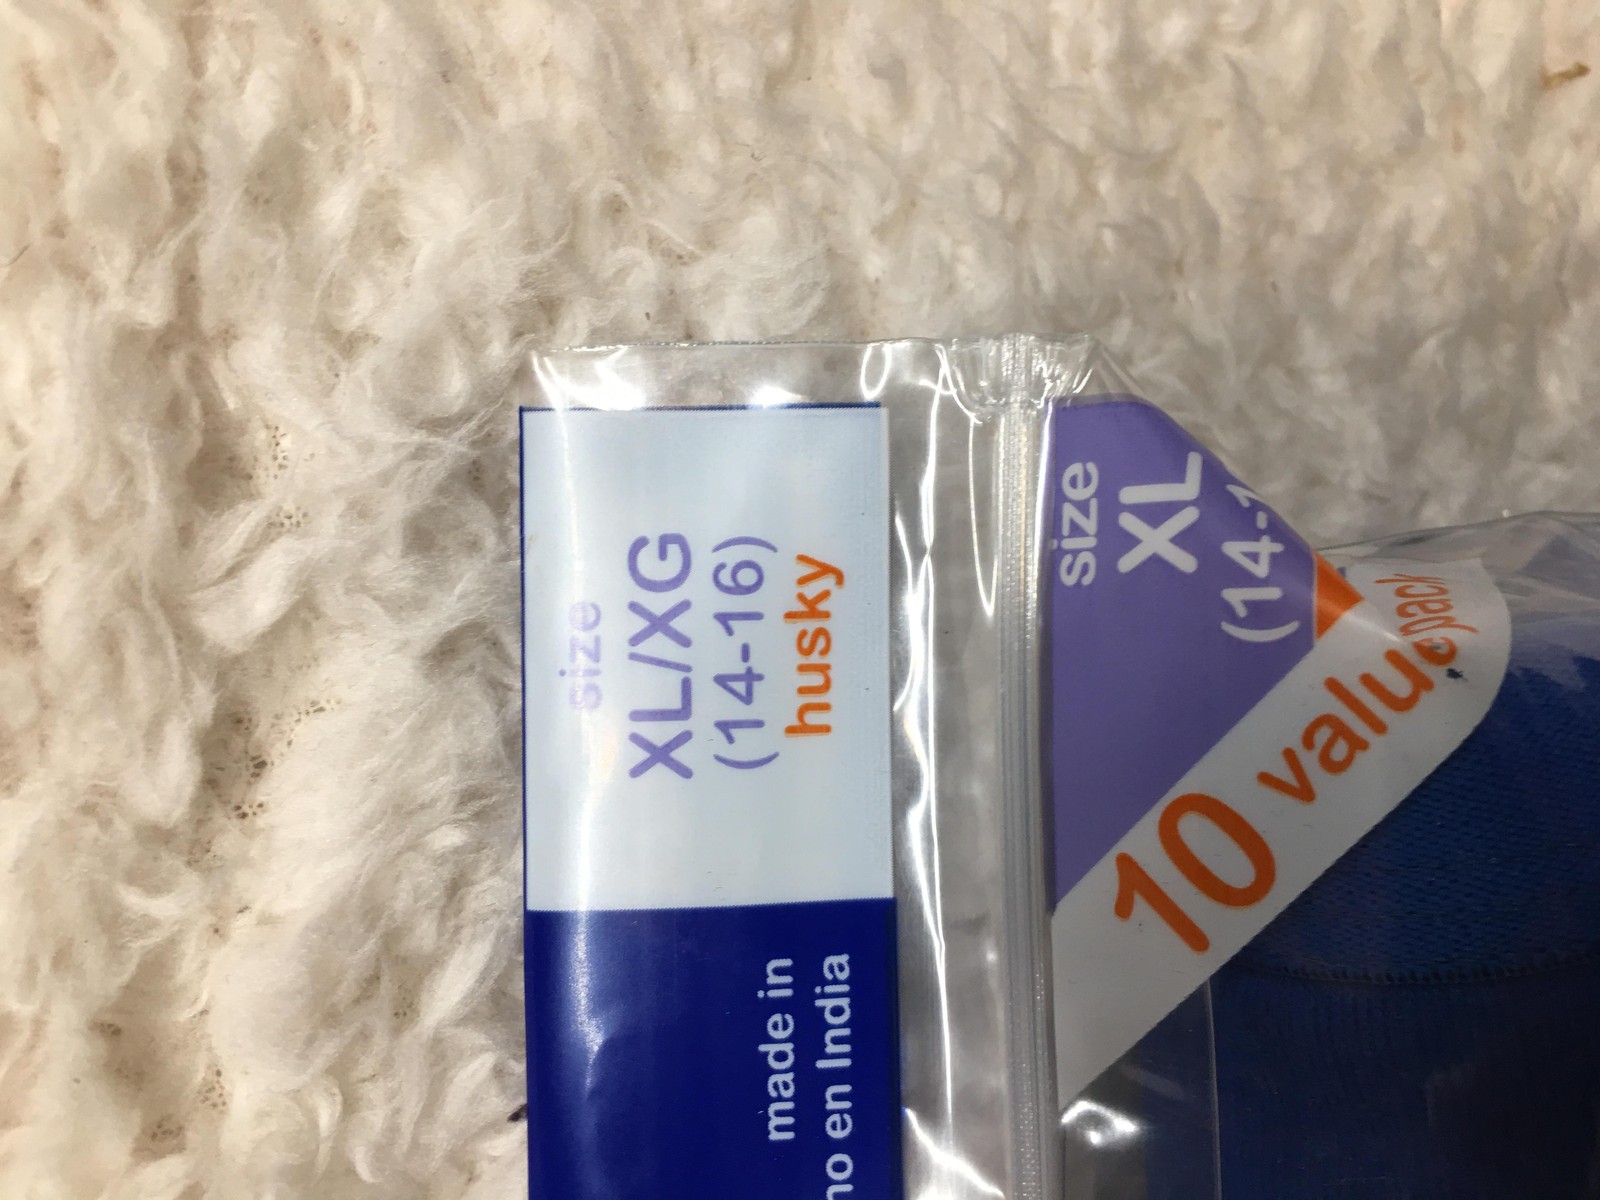 size
XL/XG
(14-16)
husky
made in
no en India
size
XL
(14-1
10 value pack